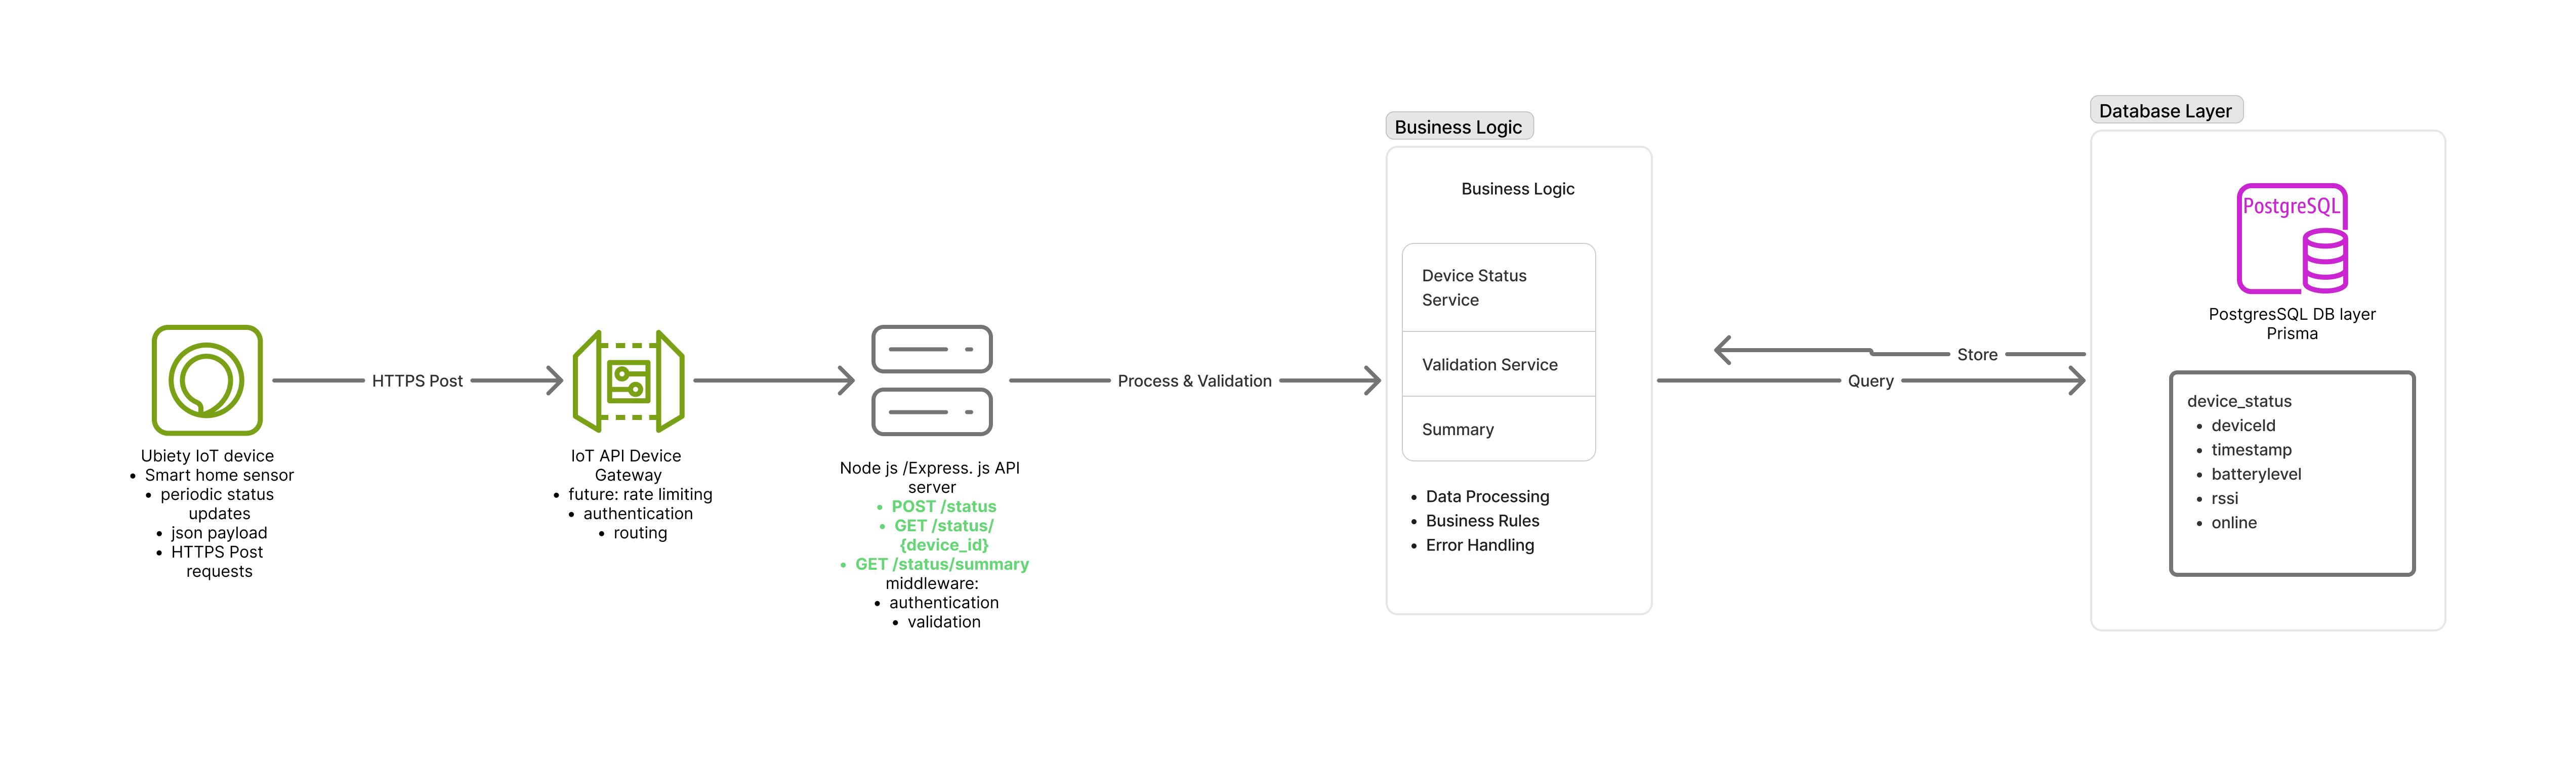 Ubiety IoT device
• Smart home sensor
• periodic status
updates
• json payload
• HTTPS Post
requests
HTTPS Post
IoT API Device
Gateway
• future: rate limiting
• authentication
• routing
Node js /Express. js API
server
• POST /status
• GET /status/
{device_id}
• GET /status/summary
middleware:
• authentication
• validation
Process & Validation
Business Logic
Business Logic
Device Status
Service
Validation Service
Summary
• Data Processing
• Business Rules
• Error Handling
Store
Query
Database Layer
PostgreSQL
PostgresSQL DB layer
Prisma
device_status
• deviceId
• timestamp
• batterylevel
• rssi
• online